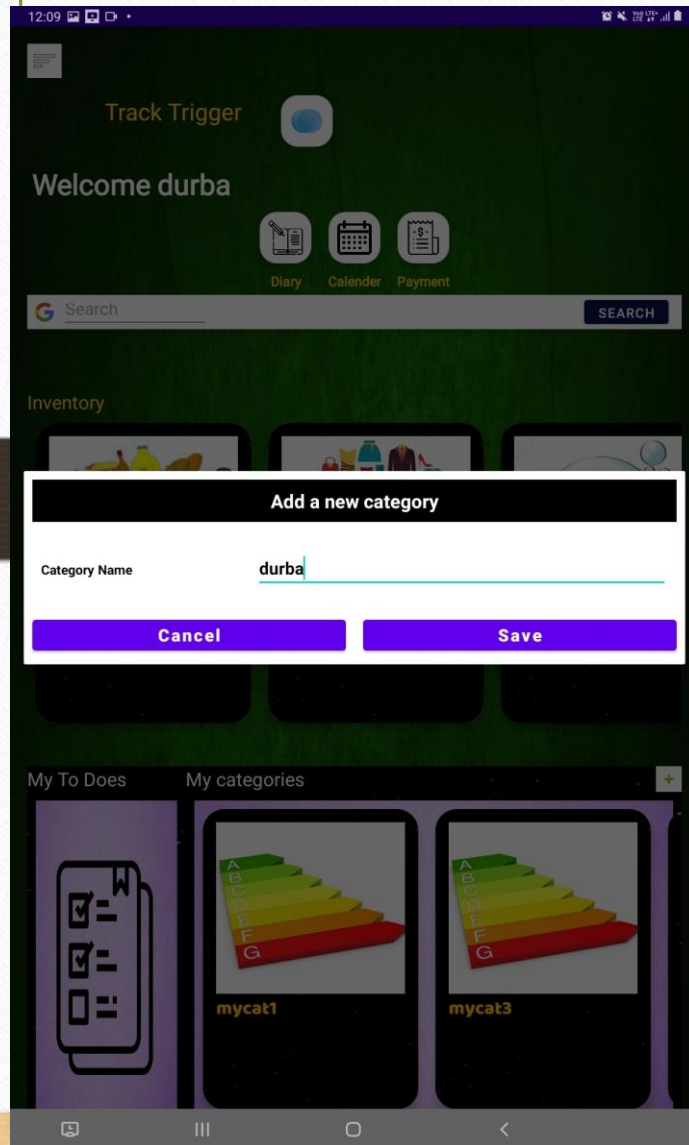 12:09
Track Trigger
Welcome durba
Diary Calender Payment
G Search SEARCH
Inventory
Add a new category
Category Name durba
Cancel Save
My To Does My categories +
A
B
C
D
E
F
G
A
B
C
D
E
F
G
mycat1 mycat3